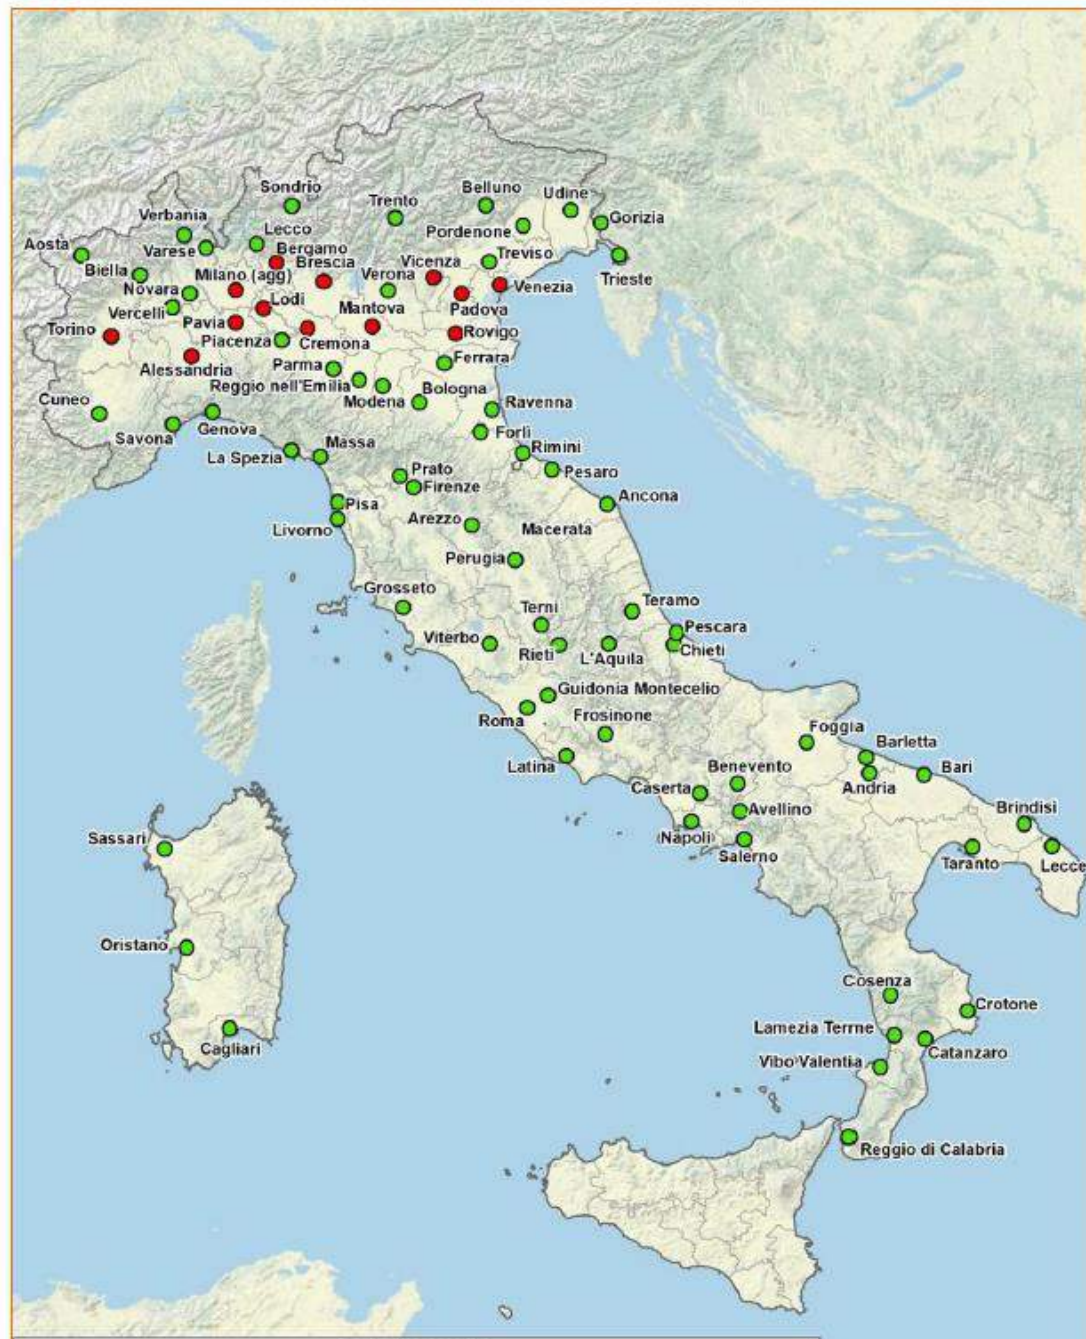 Sondrio
Trento
Belluno
Udine
Verbania
Lecco
Pordenone
Gorizia
Aosta
Varese
Bergamo
Biella
Milano (agg)
Brescia
Verona
Vicenza
Treviso
Trieste
Novara
Lodi
Mantova
Padova
Venezia
Vercelli
Torino
Pavia
Piacenza
Cremona
Rovigo
Alessandria
Parma
Ferrara
Reggio nell'Emilia
Bologna
Cuneo
Modena
Ravenna
Savona
Genova
Forlì
La Spezia
Massa
Rimini
Prato
Pesaro
Firenze
Pisa
Ancona
Livorno
Arezzo
Macerata
Perugia
Grosseto
Terni
Teramo
Pescara
Viterbo
Rieti
L'Aquila
Chieti
Guidonia Montecelio
Roma
Frosinone
Foggia
Barletta
Latina
Benevento
Caserta
Andria
Bari
Avellino
Brindisi
Napoli
Salerno
Taranto
Lecce
Sassari
Oristano
Cosenza
Crotone
Lamezia Terrne
Cagliari
Catanzaro
Vibo Valentia
Reggio di Calabria